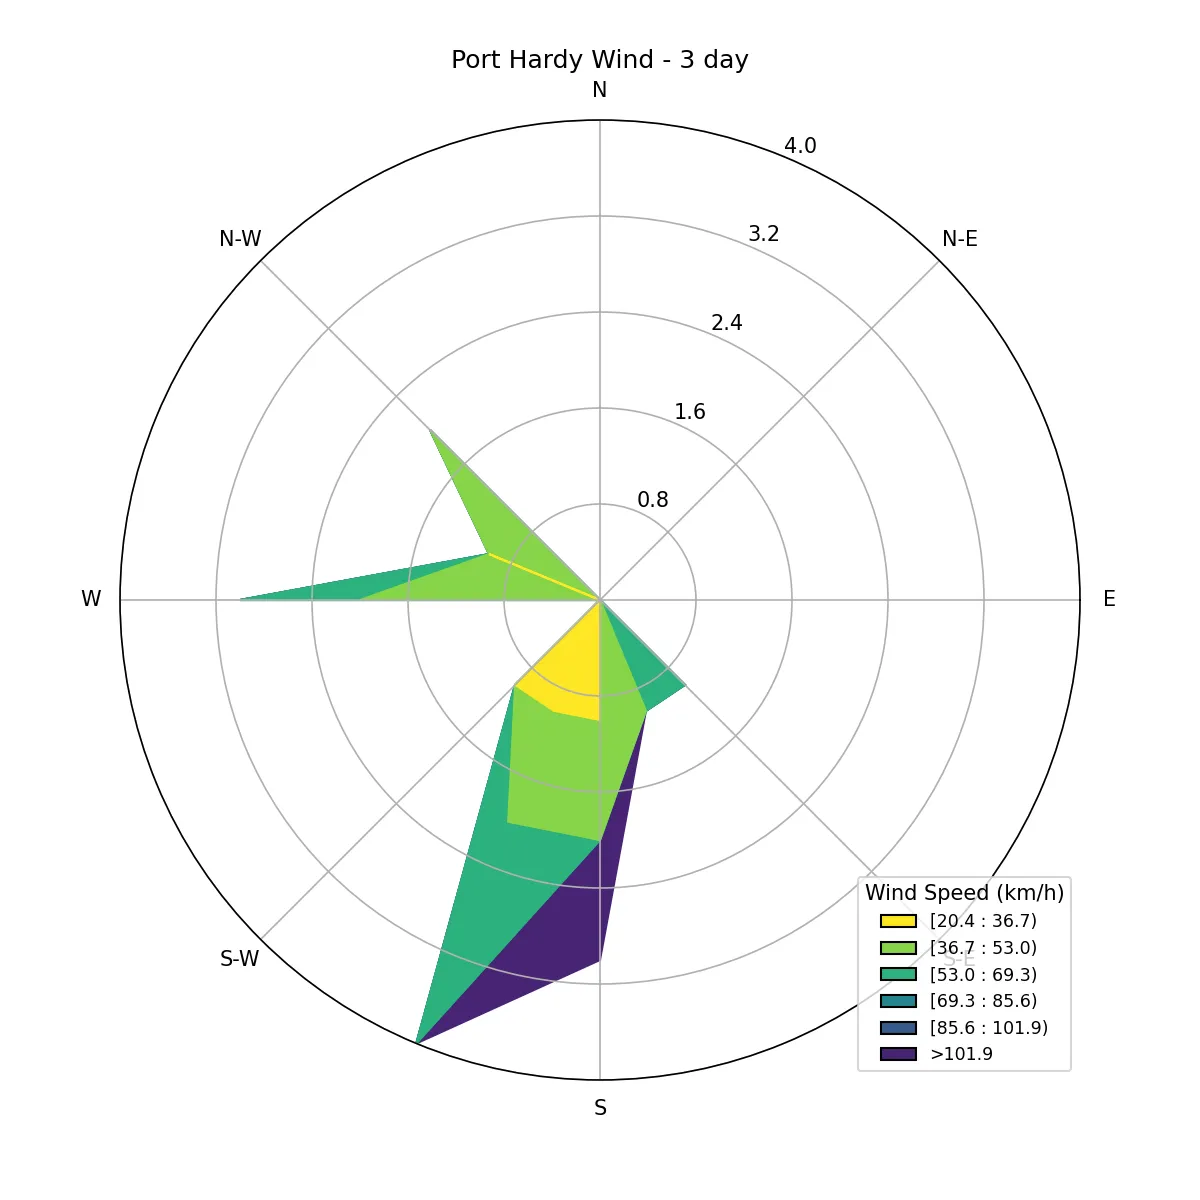 Port Hardy Wind - 3 day
N
4.0
N-W
N-E
3.2
2.4
1.6
0.8
W
E
S-W
S-E
Wind Speed (km/h)
[20.4 : 36.7)
[36.7 : 53.0)
[53.0 : 69.3)
[69.3 : 85.6)
[85.6 : 101.9)
>101.9
S